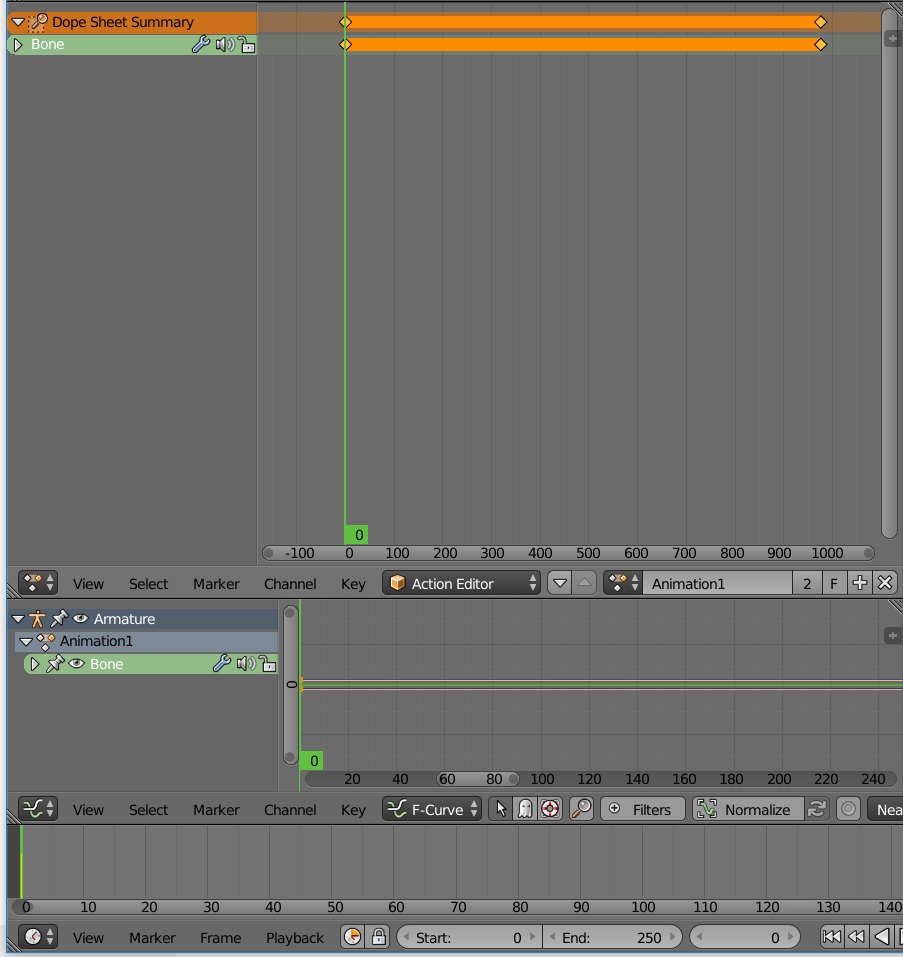 Dope Sheet Summary
Bone
0
-100 0 100 200 300 400 500 600 700 800 900 1000
View Select Marker Channel Key Action Editor Animation1 2 F
Armature
Animation1
Bone
0
0
20 40 60 80 100 120 140 160 180 200 220 240
View Select Marker Channel Key F-Curve Filters Normalize Nea
0 10 20 30 40 50 60 70 80 90 100 110 120 130 140
View Marker Frame Playback Start: 0 End: 250 0